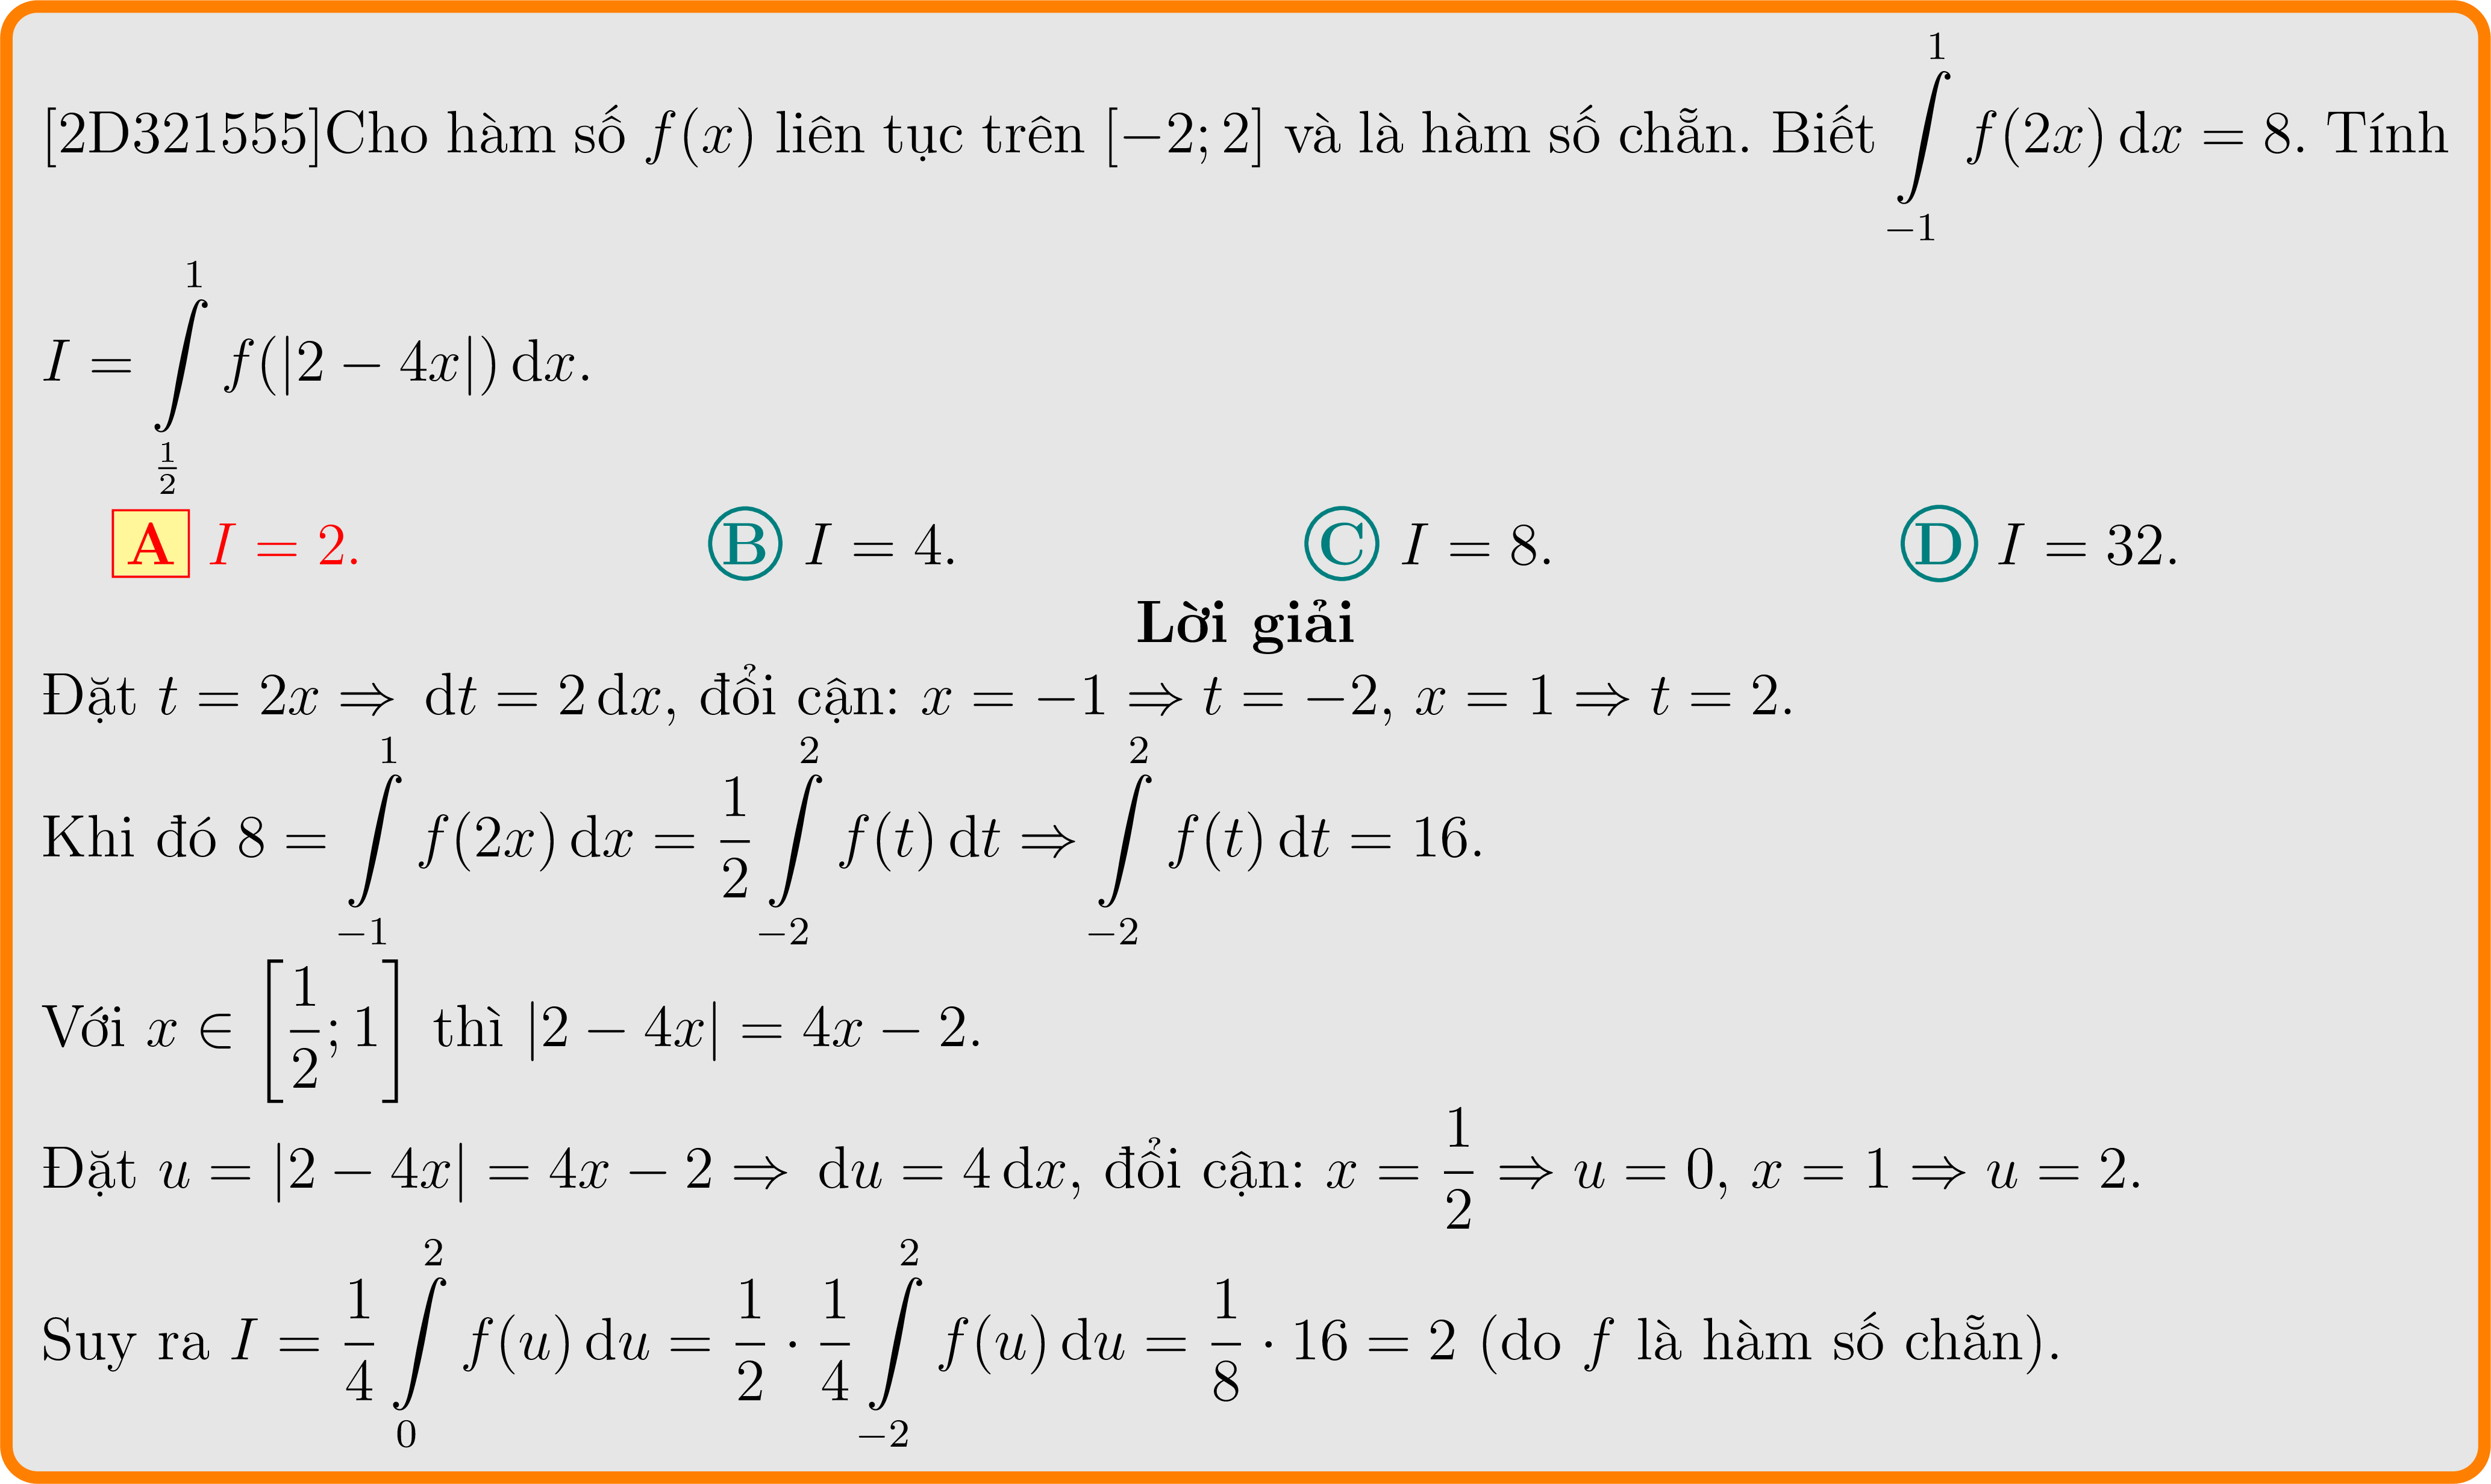 [2D321555]Cho hàm số $f(x)$ liên tục trên $[-2; 2]$ và là hàm số chẵn. Biết $\int\limits_{-1}^{1} f(2x)\,\mathrm{d}x = 8$. Tính
$I = \int\limits_{\frac{1}{2}}^{1} f(|2 - 4x|)\,\mathrm{d}x.$
A $I = 2.$ B $I = 4.$ C $I = 8.$ D $I = 32.$
Lời giải
Đặt $t = 2x \Rightarrow \mathrm{d}t = 2\,\mathrm{d}x$, đổi cận: $x = -1 \Rightarrow t = -2$, $x = 1 \Rightarrow t = 2.$
Khi đó $8 = \int\limits_{-1}^{1} f(2x)\,\mathrm{d}x = \frac{1}{2} \int\limits_{-2}^{2} f(t)\,\mathrm{d}t \Rightarrow \int\limits_{-2}^{2} f(t)\,\mathrm{d}t = 16.$
Với $x \in \left[\frac{1}{2}; 1\right]$ thì $|2 - 4x| = 4x - 2.$
Đặt $u = |2 - 4x| = 4x - 2 \Rightarrow \mathrm{d}u = 4\,\mathrm{d}x$, đổi cận: $x = \frac{1}{2} \Rightarrow u = 0$, $x = 1 \Rightarrow u = 2.$
Suy ra $I = \frac{1}{4} \int\limits_{0}^{2} f(u)\,\mathrm{d}u = \frac{1}{2} \cdot \frac{1}{4} \int\limits_{-2}^{2} f(u)\,\mathrm{d}u = \frac{1}{8} \cdot 16 = 2$ (do $f$ là hàm số chẵn).